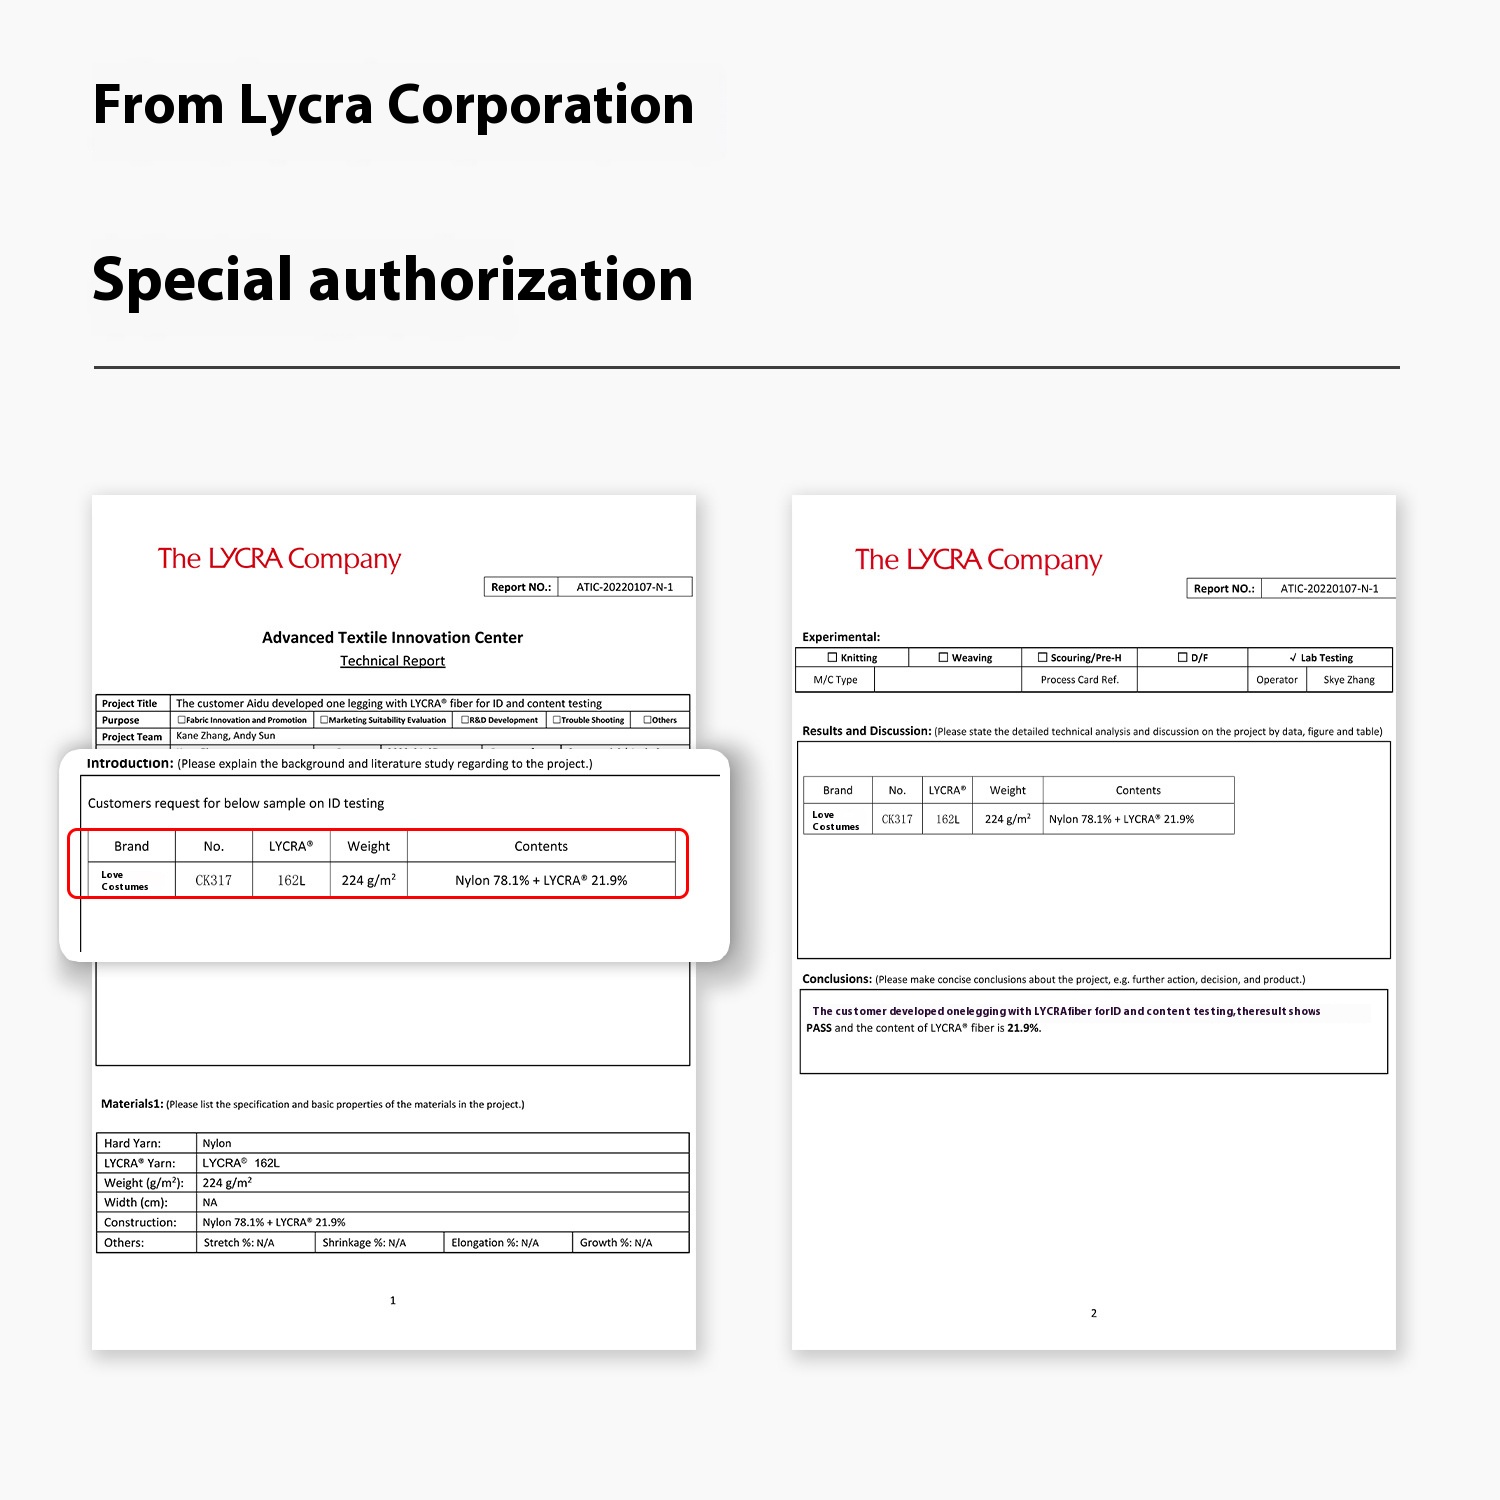 From Lycra Corporation
Special authorization
The LYCRA Company
Report NO.: ATIC-20220107-N-1
Advanced Textile Innovation Center
Technical Report
Project Title The customer Aidu developed one legging with LYCRA® fiber for ID and content testing
Purpose ☐Fabric Innovation and Promotion ☐Marketing Suitability Evaluation ☐R&D Development ☐Trouble Shooting ☐Others
Project Team Kane Zhang, Andy Sun
Introduction: (Please explain the background and literature study regarding to the project.)
Customers request for below sample on ID testing
Brand No. LYCRA® Weight Contents
Love
Costumes
CK317 162L 224 g/m² Nylon 78.1% + LYCRA® 21.9%
Materials1: (Please list the specification and basic properties of the materials in the project.)
Hard Yarn: Nylon
LYCRA® Yarn: LYCRA® 162L
Weight (g/m²): 224 g/m²
Width (cm): NA
Construction: Nylon 78.1% + LYCRA® 21.9%
Others: Stretch %: N/A Shrinkage %: N/A Elongation %: N/A Growth %: N/A
1
The LYCRA Company
Report NO.: ATIC-20220107-N-1
Experimental:
☐ Knitting ☐ Weaving ☐ Scouring/Pre-H ☐ D/F √ Lab Testing
M/C Type Process Card Ref. Operator Skye Zhang
Results and Discussion: (Please state the detailed technical analysis and discussion on the project by data, figure and table)
Brand No. LYCRA® Weight Contents
Love
Costumes
CK317 162L 224 g/m² Nylon 78.1% + LYCRA® 21.9%
Conclusions: (Please make concise conclusions about the project, e.g. further action, decision, and product.)
The customer developed onelegging with LYCRAfiber forID and content testing,theresult shows
PASS and the content of LYCRA® fiber is 21.9%.
2